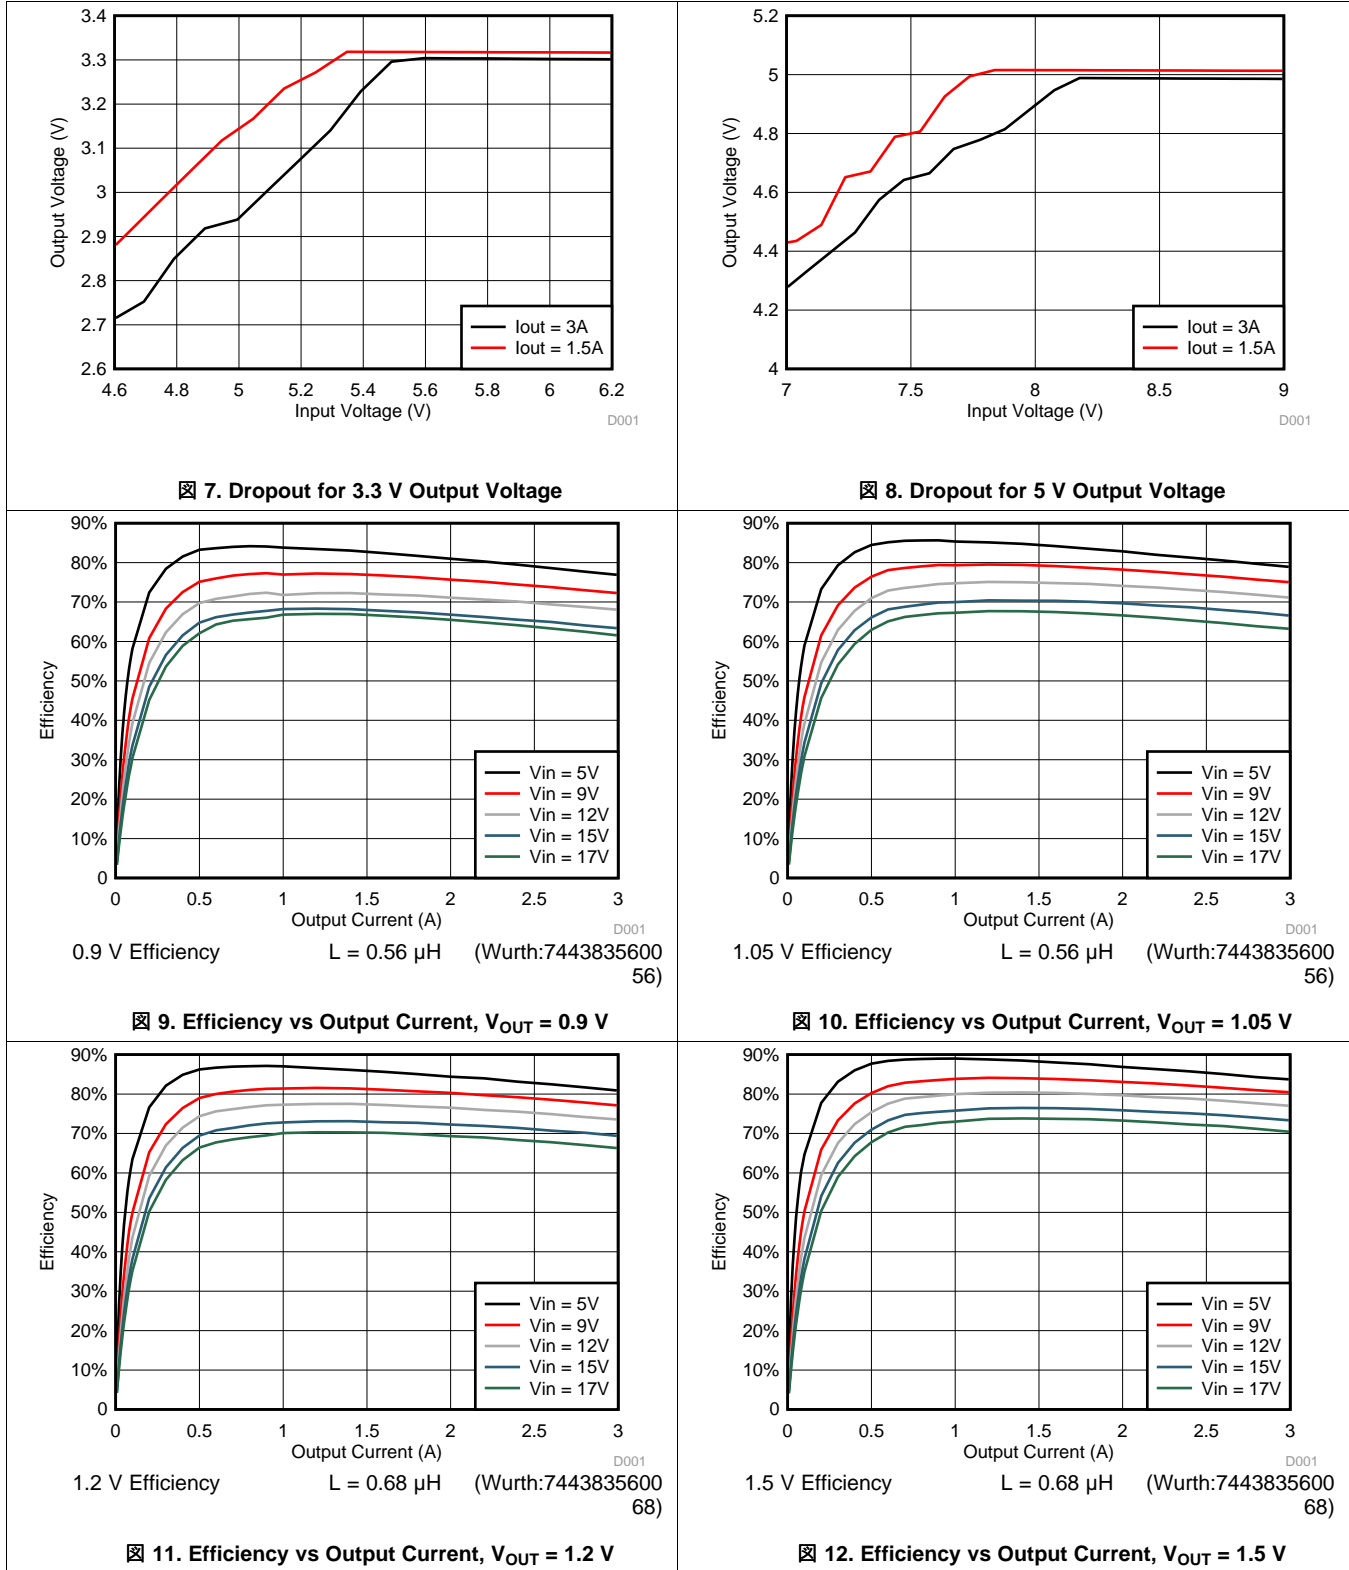 3.4
3.3
3.2
3.1
3
2.9
2.8
2.7
2.6
Output Voltage (V)
4.6 4.8 5 5.2 5.4 5.6 5.8 6 6.2
Input Voltage (V)
D001
Iout = 3A
Iout = 1.5A
図 7. Dropout for 3.3 V Output Voltage
5.2
5
4.8
4.6
4.4
4.2
4
Output Voltage (V)
7 7.5 8 8.5 9
Input Voltage (V)
D001
Iout = 3A
Iout = 1.5A
図 8. Dropout for 5 V Output Voltage
90%
80%
70%
60%
50%
40%
30%
20%
10%
0
Efficiency
0 0.5 1 1.5 2 2.5 3
Output Current (A)
D001
Vin = 5V
Vin = 9V
Vin = 12V
Vin = 15V
Vin = 17V
0.9 V Efficiency L = 0.56 µH (Wurth:7443835600
56)
図 9. Efficiency vs Output Current, VOUT = 0.9 V
90%
80%
70%
60%
50%
40%
30%
20%
10%
0
Efficiency
0 0.5 1 1.5 2 2.5 3
Output Current (A)
D001
Vin = 5V
Vin = 9V
Vin = 12V
Vin = 15V
Vin = 17V
1.05 V Efficiency L = 0.56 µH (Wurth:7443835600
56)
図 10. Efficiency vs Output Current, VOUT = 1.05 V
90%
80%
70%
60%
50%
40%
30%
20%
10%
0
Efficiency
0 0.5 1 1.5 2 2.5 3
Output Current (A)
D001
Vin = 5V
Vin = 9V
Vin = 12V
Vin = 15V
Vin = 17V
1.2 V Efficiency L = 0.68 µH (Wurth:7443835600
68)
図 11. Efficiency vs Output Current, VOUT = 1.2 V
90%
80%
70%
60%
50%
40%
30%
20%
10%
0
Efficiency
0 0.5 1 1.5 2 2.5 3
Output Current (A)
D001
Vin = 5V
Vin = 9V
Vin = 12V
Vin = 15V
Vin = 17V
1.5 V Efficiency L = 0.68 µH (Wurth:7443835600
68)
図 12. Efficiency vs Output Current, VOUT = 1.5 V